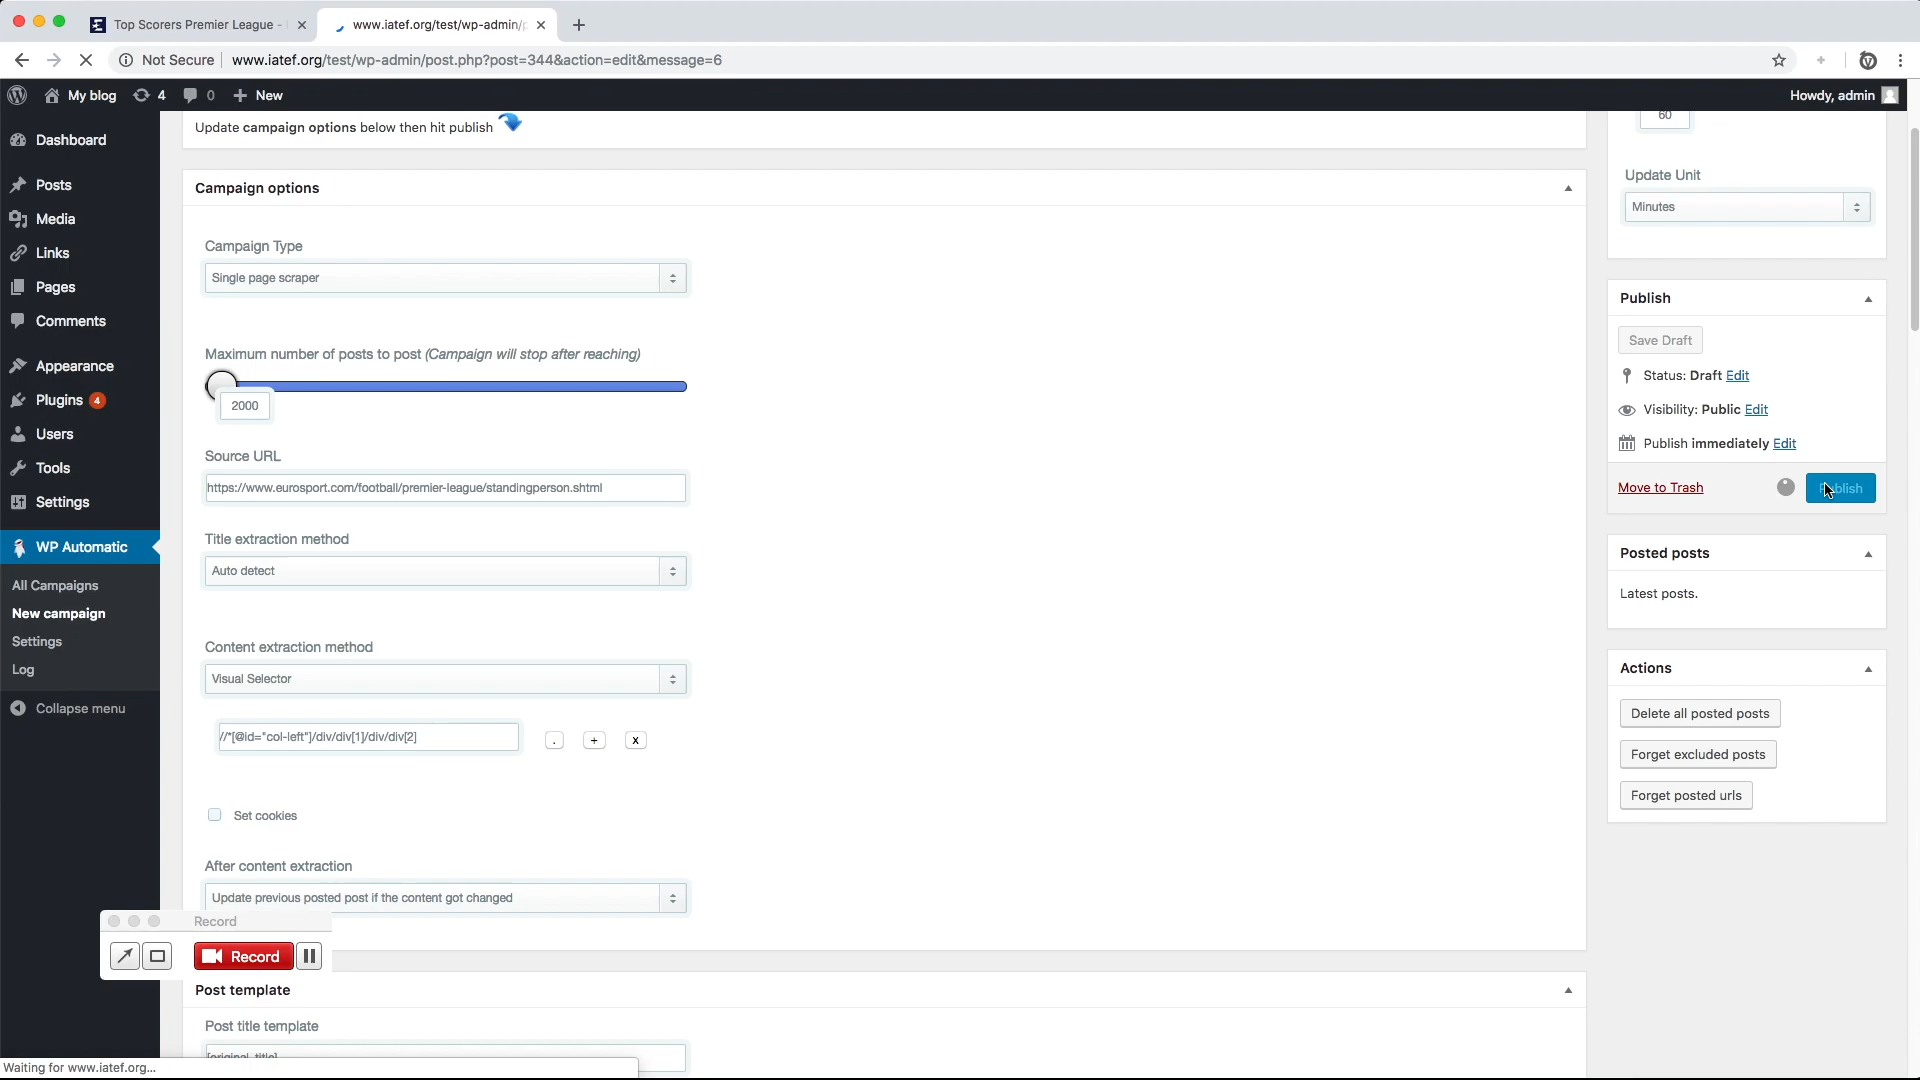 Top Scorers Premier League -
www.iatef.org/test/wp-admin/p
Not Secure
www.iatef.org/test/wp-admin/post.php?post=344&action=edit&message=6
My blog
4
0
New
Howdy, admin
Update campaign options below then hit publish
60
Dashboard
Posts
Media
Links
Pages
Comments
Appearance
Plugins 4
Users
Tools
Settings
WP Automatic
All Campaigns
New campaign
Settings
Log
Collapse menu
Campaign options
Campaign Type
Single page scraper
Maximum number of posts to post (Campaign will stop after reaching)
2000
Source URL
https://www.eurosport.com/football/premier-league/standingperson.shtml
Title extraction method
Auto detect
Content extraction method
Visual Selector
//*[@id="col-left"]/div/div[1]/div/div[2]
.
+
x
Set cookies
After content extraction
Update previous posted post if the content got changed
Record
Record
Post template
Post title template
[original_title]
Update Unit
Minutes
Publish
Save Draft
Status: Draft Edit
Visibility: Public Edit
Publish immediately Edit
Move to Trash
Publish
Posted posts
Latest posts.
Actions
Delete all posted posts
Forget excluded posts
Forget posted urls
Waiting for www.iatef.org...